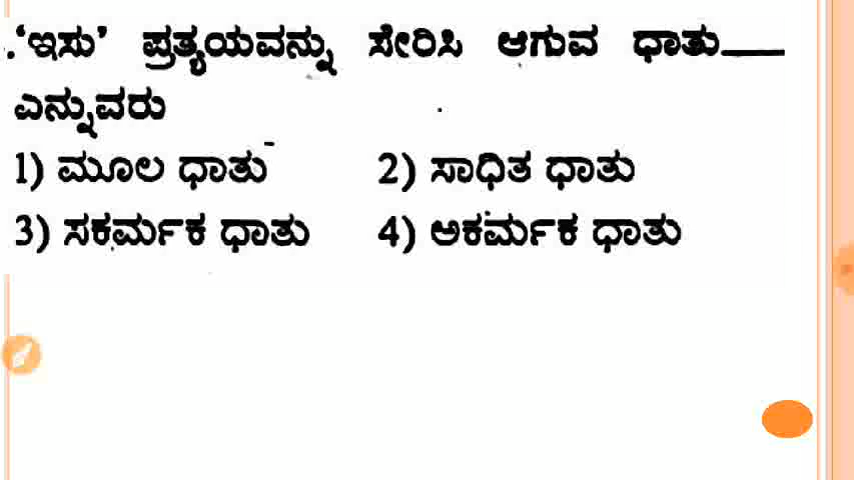 .‘ಇಸು’ ಪ್ರತ್ಯಯವನ್ನು ಸೇರಿಸಿ ಆಗುವ ಧಾತು___
ಎನ್ನುವರು
1) ಮೂಲ ಧಾತು 2) ಸಾಧಿತ ಧಾತು
3) ಸಕರ್ಮಕ ಧಾತು 4) ಅಕರ್ಮಕ ಧಾತು